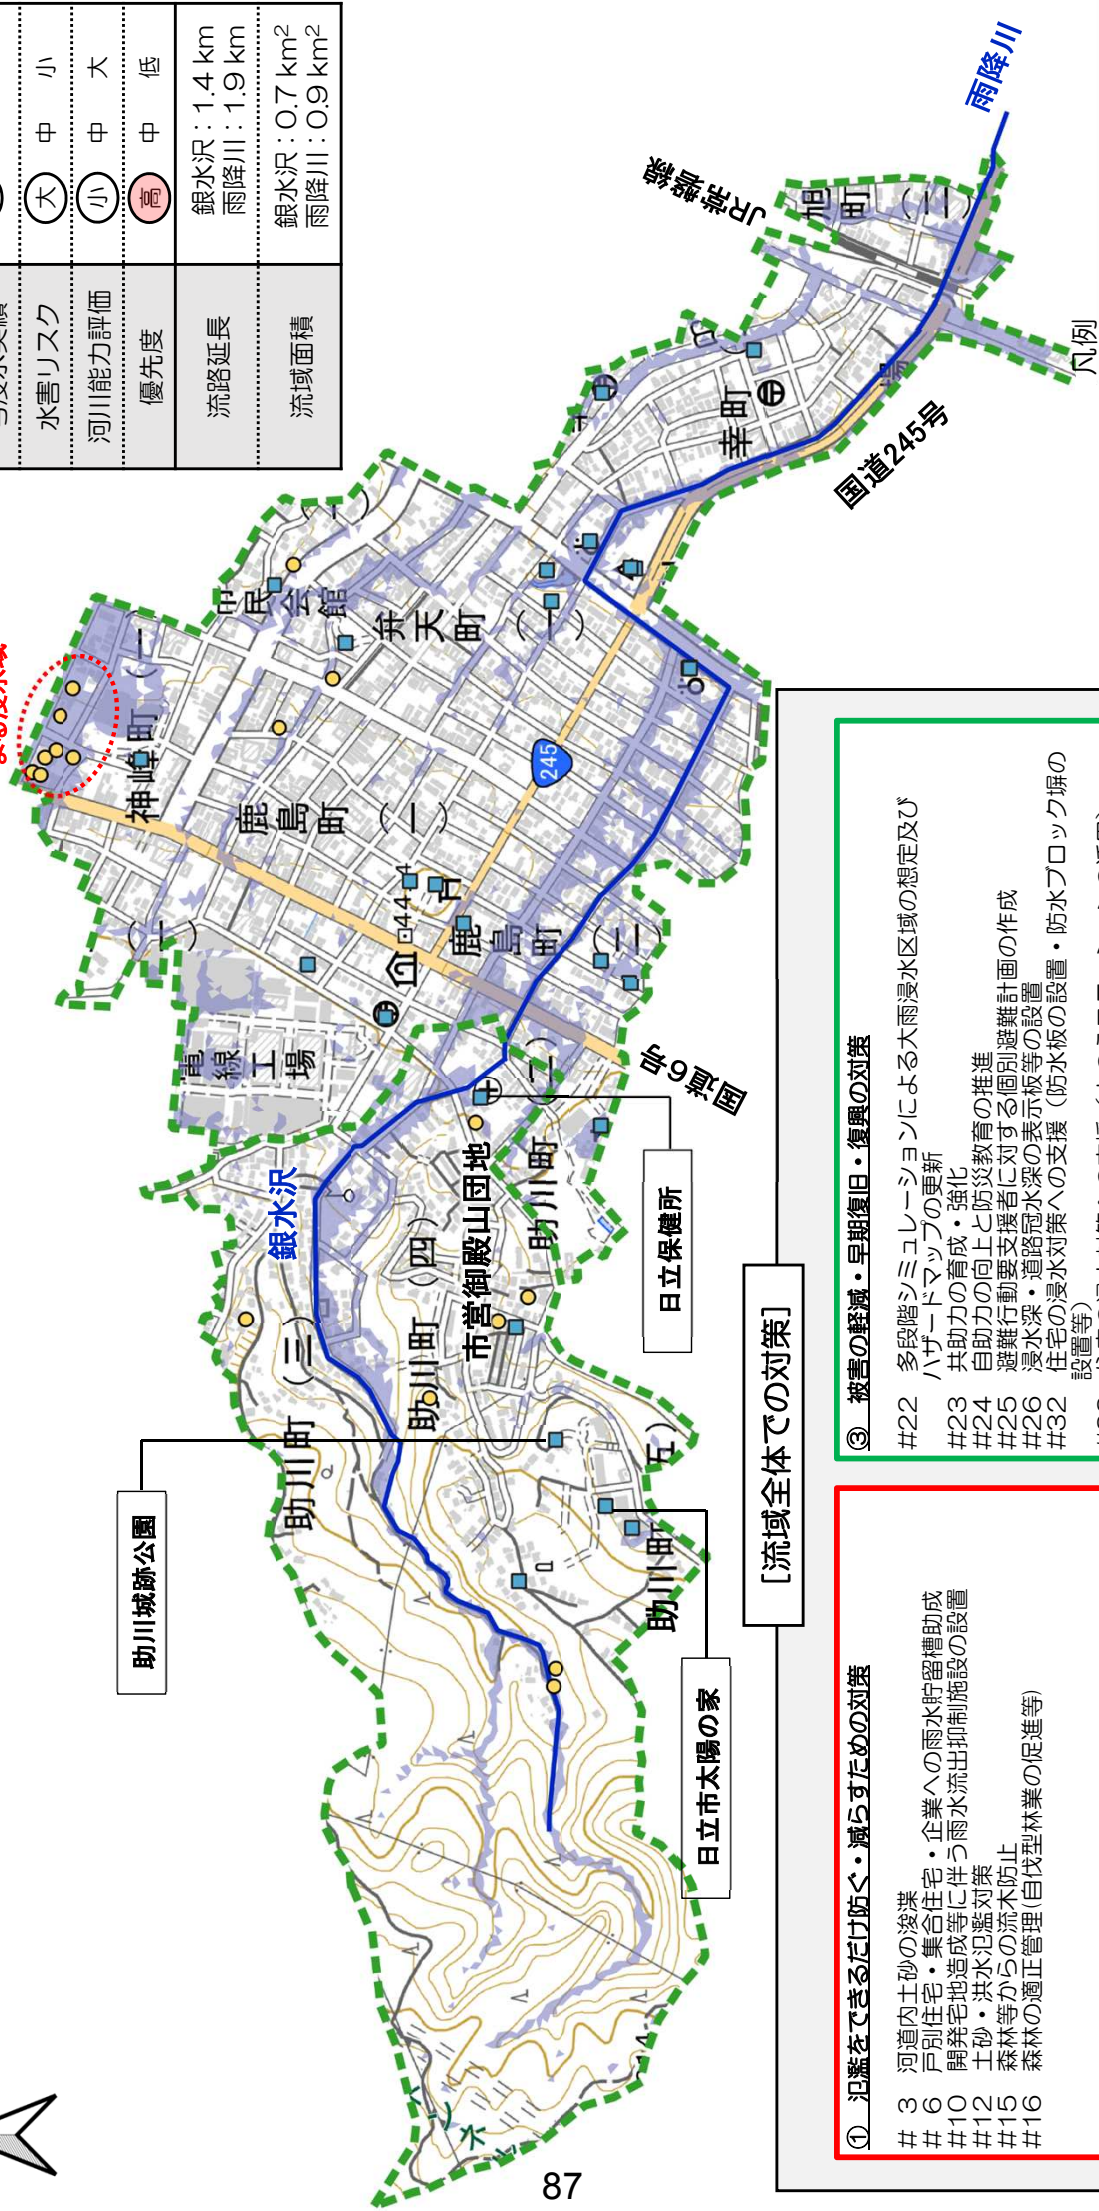 水害リスク 大 中 小
河川能力評価 小 中 大
優先度 高 中 低
流路延長 銀水沢：1.4 km
雨降川：1.9 km
流域面積 銀水沢：0.7 km²
雨降川：0.9 km²
よる浸水域
神峰町
(一)
(二)
市民会館
弁天町
(一)
鹿島町
(一)
鹿島町
(二)
電線工場
44.4
245
幸町
旭町
(二)
JR常磐線
雨降川
国道245号
国道6号
凡例
銀水沢
助川町
(三)
助川町
(四)
市営御殿山団地
助川町
(二)
助川町
五)
助川城跡公園
日立保健所
日立市太陽の家
[流域全体での対策]
① 氾濫をできるだけ防ぐ・減らすための対策
# 3 河道内土砂の浚渫
# 6 戸別住宅・集合住宅・企業への雨水貯留槽助成
#10 開発宅地造成等に伴う雨水流出抑制施設の設置
#12 土砂・洪水氾濫対策
#15 森林等からの流木防止
#16 森林の適正管理(自伐型林業の促進等)
③ 被害の軽減・早期復旧・復興の対策
#22 多段階シミュレーションによる大雨浸水区域の想定及び
ハザードマップの更新
#23 共助力の育成・強化
#24 自助力の向上と防災教育の推進
#25 避難行動要支援者に対する個別避難計画の作成
#26 浸水深・道路冠水深の表示板等の設置
#32 住宅の浸水対策への支援（防水板の設置・防水ブロック塀の
設置等）
87